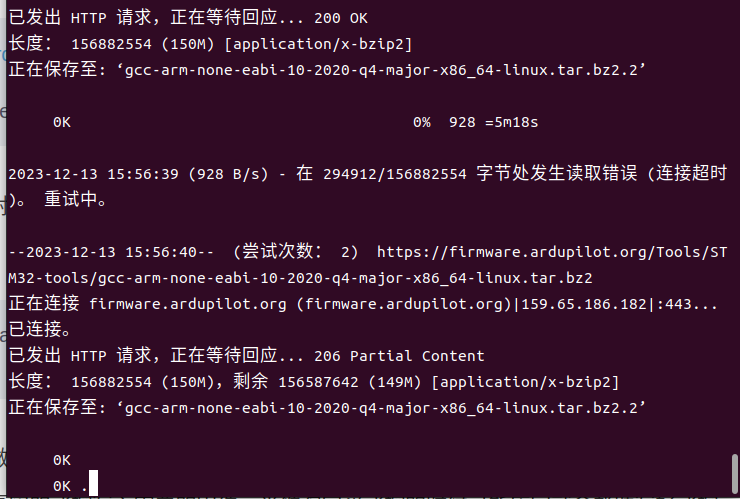 已发出 HTTP 请求，正在等待回应... 200 OK
长度： 156882554 (150M) [application/x-bzip2]
正在保存至: ‘gcc-arm-none-eabi-10-2020-q4-major-x86_64-linux.tar.bz2.2’
0K 0% 928 =5m18s
2023-12-13 15:56:39 (928 B/s) - 在 294912/156882554 字节处发生读取错误 (连接超时
)。 重试中。
--2023-12-13 15:56:40-- (尝试次数： 2) https://firmware.ardupilot.org/Tools/ST
M32-tools/gcc-arm-none-eabi-10-2020-q4-major-x86_64-linux.tar.bz2
正在连接 firmware.ardupilot.org (firmware.ardupilot.org)|159.65.186.182|:443...
已连接。
已发出 HTTP 请求，正在等待回应... 206 Partial Content
长度： 156882554 (150M)，剩余 156587642 (149M) [application/x-bzip2]
正在保存至: ‘gcc-arm-none-eabi-10-2020-q4-major-x86_64-linux.tar.bz2.2’
0K
0K .